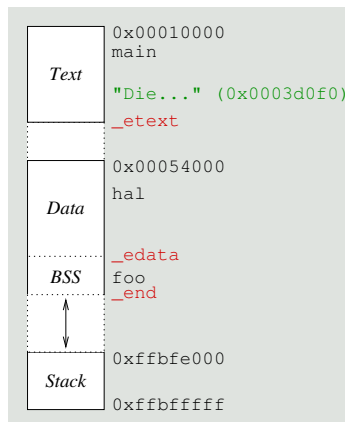 0x00010000
main
Text
"Die..." (0x0003d0f0)
_etext
0x00054000
hal
Data
_edata
BSS
foo
_end
0xffbfe000
Stack
0xffbfffff